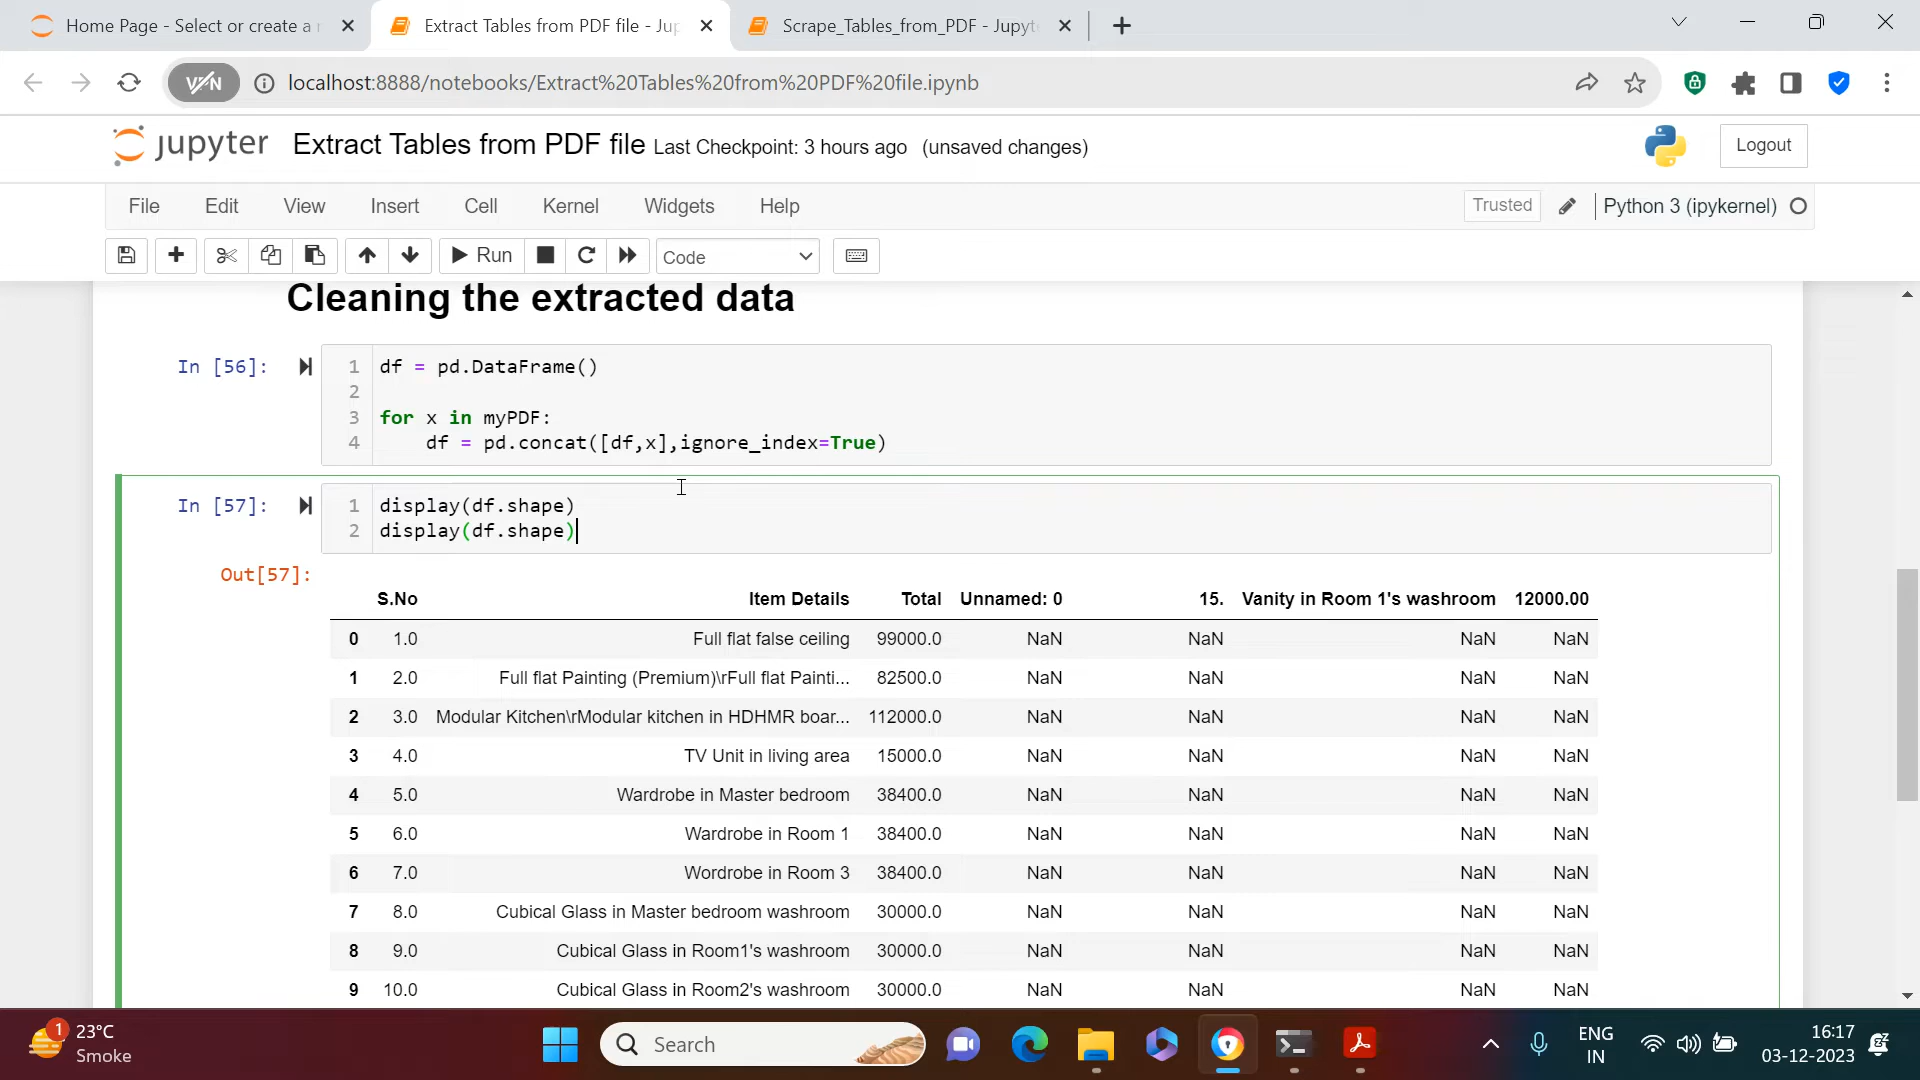 Home Page - Select or create a n
Extract Tables from PDF file - Jup
Scrape_Tables_from_PDF - Jupyt
VPN
localhost:8888/notebooks/Extract%20Tables%20from%20PDF%20file.ipynb
jupyter Extract Tables from PDF file Last Checkpoint: 3 hours ago (unsaved changes)
Logout
File Edit View Insert Cell Kernel Widgets Help
Trusted Python 3 (ipykernel)
Run Code
Cleaning the extracted data
In [56]:
1 df = pd.DataFrame()
2
3 for x in myPDF:
4     df = pd.concat([df,x],ignore_index=True)
In [57]:
1 display(df.shape)
2 display(df.shape)
Out[57]:
S.No Item Details Total Unnamed: 0 15. Vanity in Room 1's washroom 12000.00
0 1.0 Full flat false ceiling 99000.0 NaN NaN NaN NaN
1 2.0 Full flat Painting (Premium)\rFull flat Painti... 82500.0 NaN NaN NaN NaN
2 3.0 Modular Kitchen\rModular kitchen in HDHMR boar... 112000.0 NaN NaN NaN NaN
3 4.0 TV Unit in living area 15000.0 NaN NaN NaN NaN
4 5.0 Wardrobe in Master bedroom 38400.0 NaN NaN NaN NaN
5 6.0 Wardrobe in Room 1 38400.0 NaN NaN NaN NaN
6 7.0 Wordrobe in Room 3 38400.0 NaN NaN NaN NaN
7 8.0 Cubical Glass in Master bedroom washroom 30000.0 NaN NaN NaN NaN
8 9.0 Cubical Glass in Room1's washroom 30000.0 NaN NaN NaN NaN
9 10.0 Cubical Glass in Room2's washroom 30000.0 NaN NaN NaN NaN
1
23°C
Smoke
Search
ENG
IN
16:17
03-12-2023